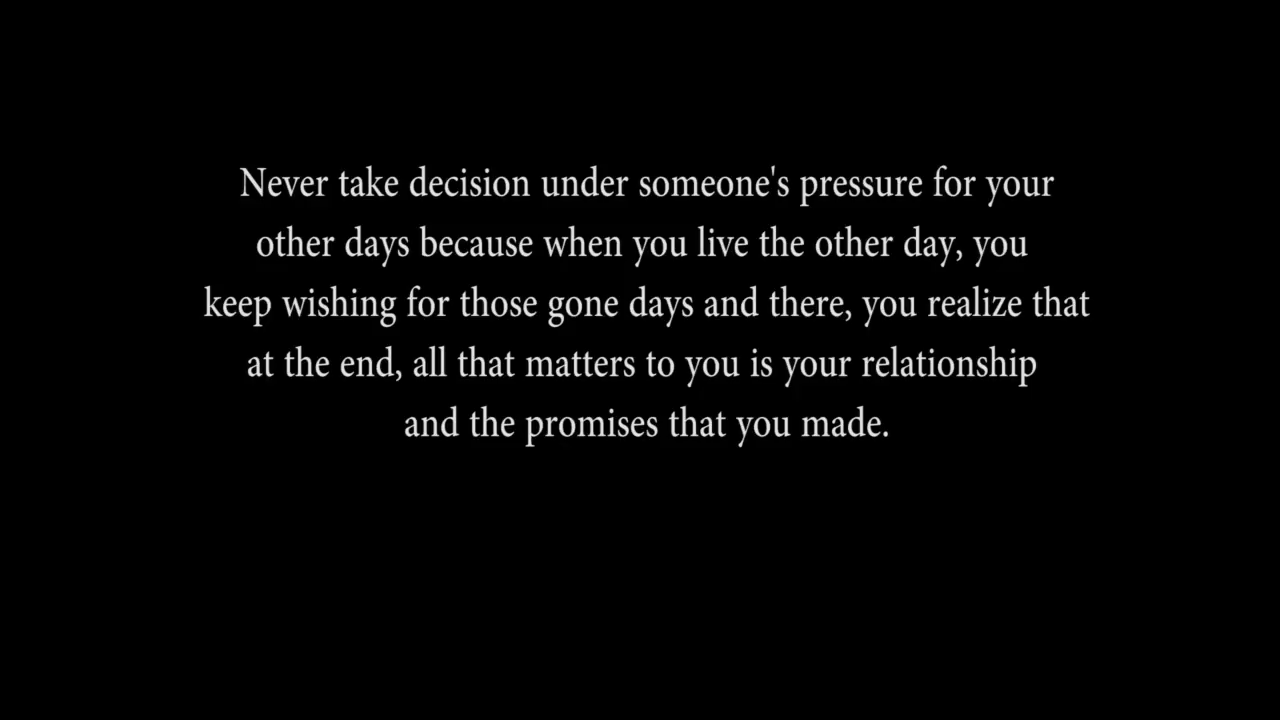 Never take decision under someone's pressure for your
other days because when you live the other day, you
keep wishing for those gone days and there, you realize that
at the end, all that matters to you is your relationship
and the promises that you made.